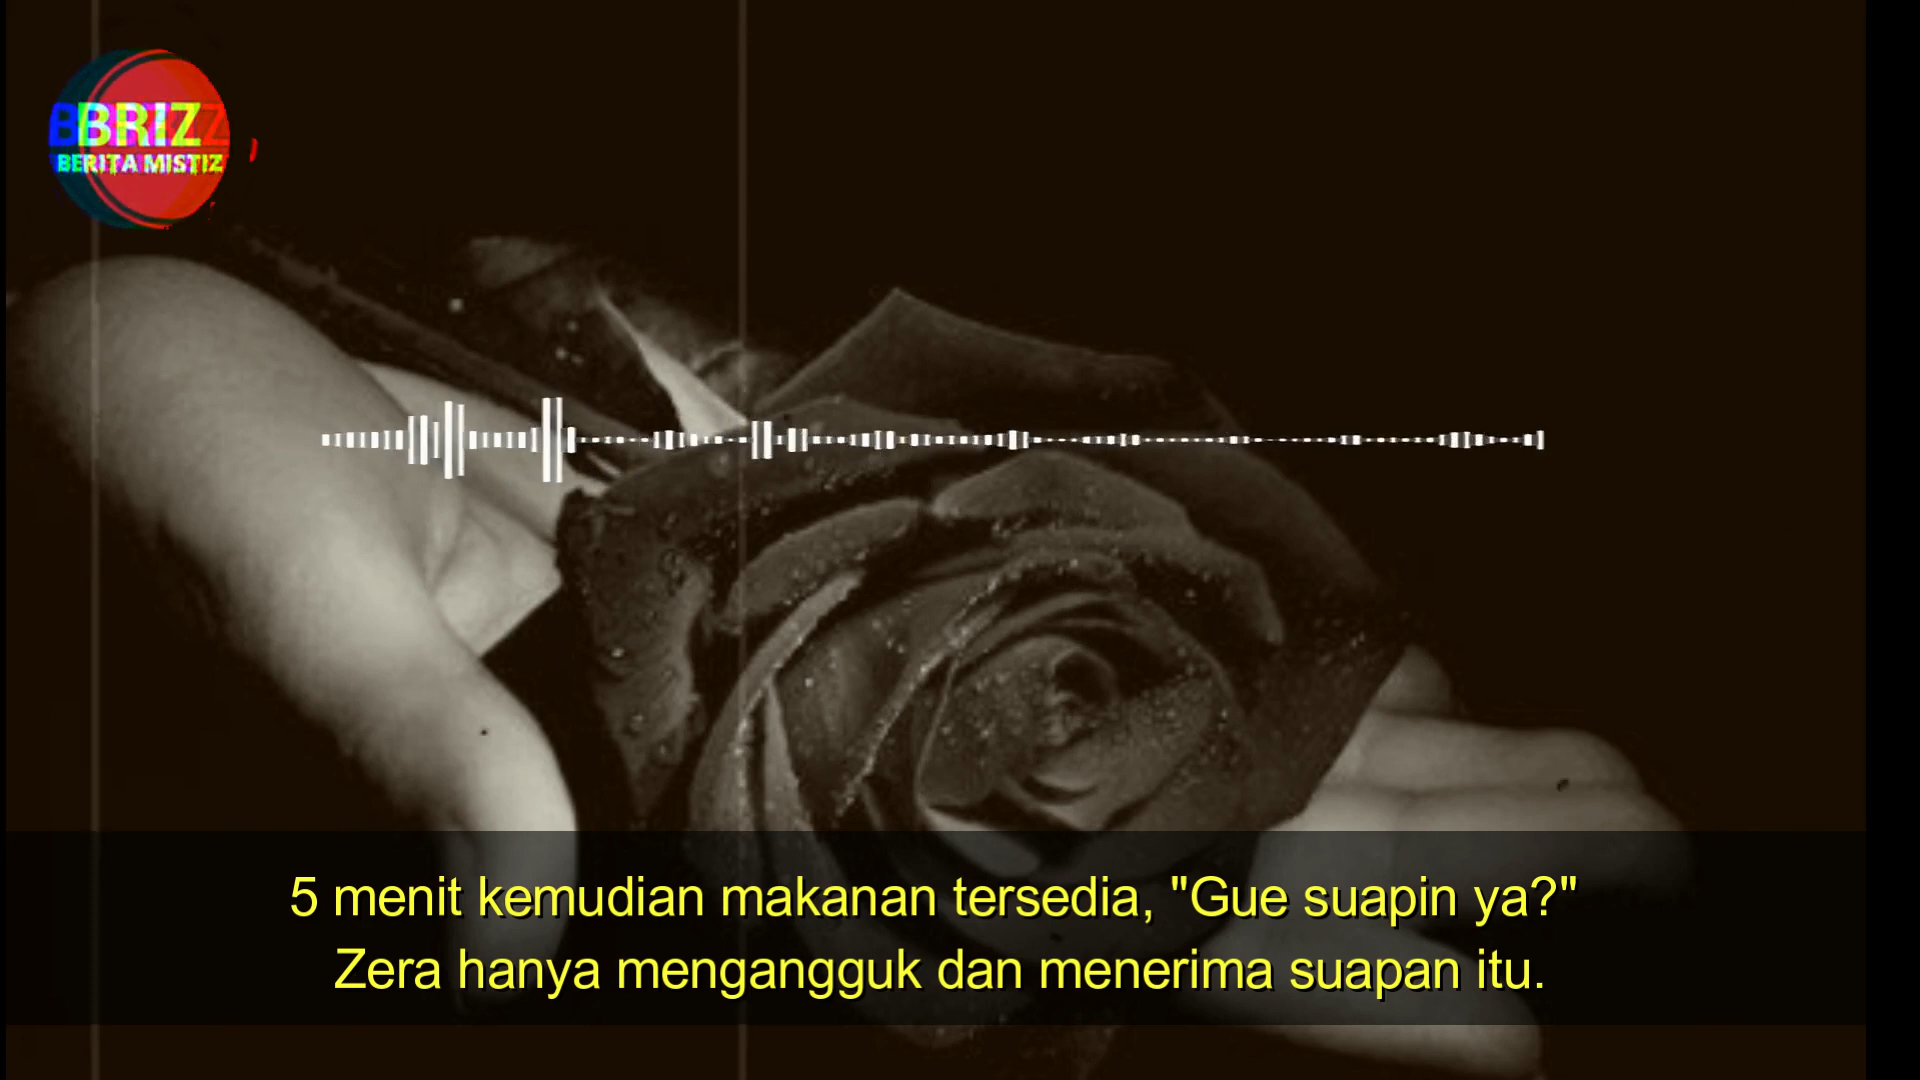 BRIZ
BERITA MISTIZ
5 menit kemudian makanan tersedia, "Gue suapin ya?"
Zera hanya mengangguk dan menerima suapan itu.